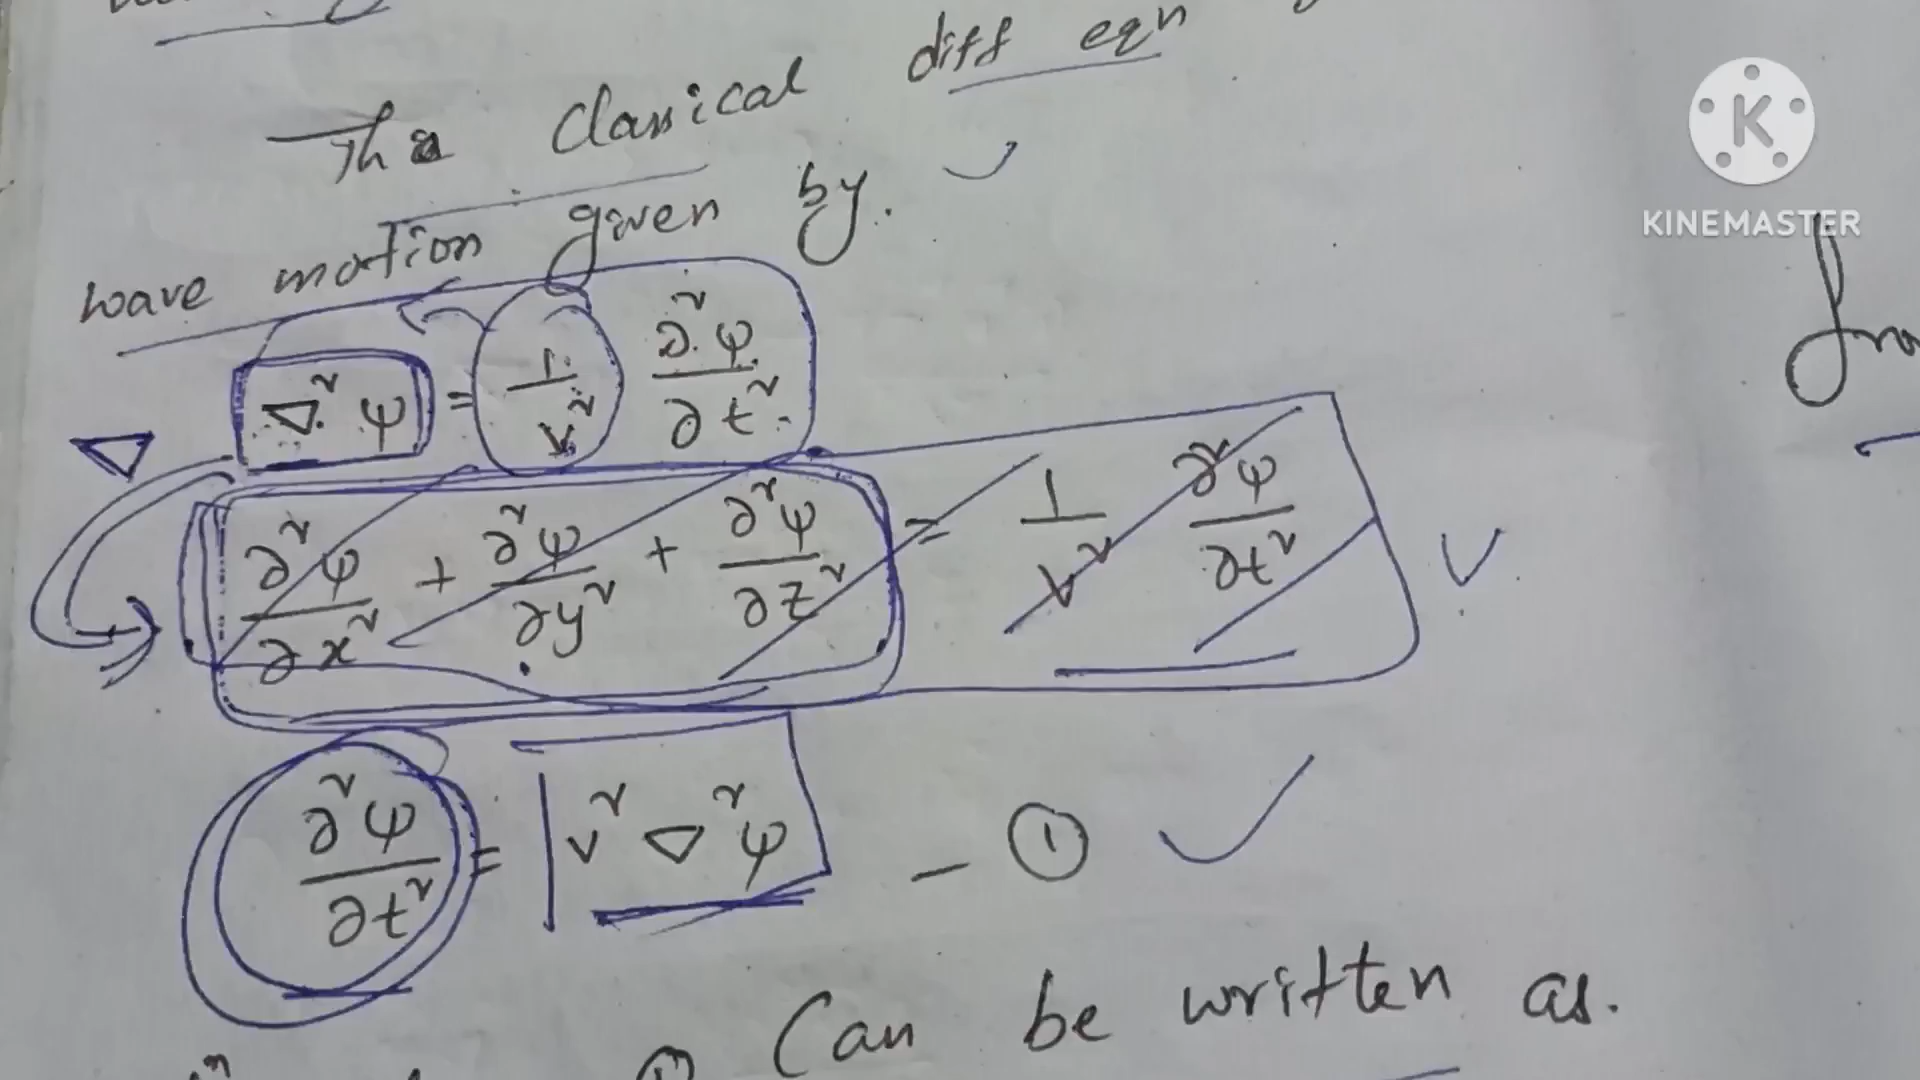 The Classical diff eqn
wave motion given by.
∇²ψ = 1/v² ∂²ψ/∂t²
∇
∂²ψ/∂x² + ∂²ψ/∂y² + ∂²ψ/∂z² = 1/v² ∂²ψ/∂t²
∂²ψ/∂t² = v² ∇²ψ — ①
① Can be written as.
K
KINEMASTER